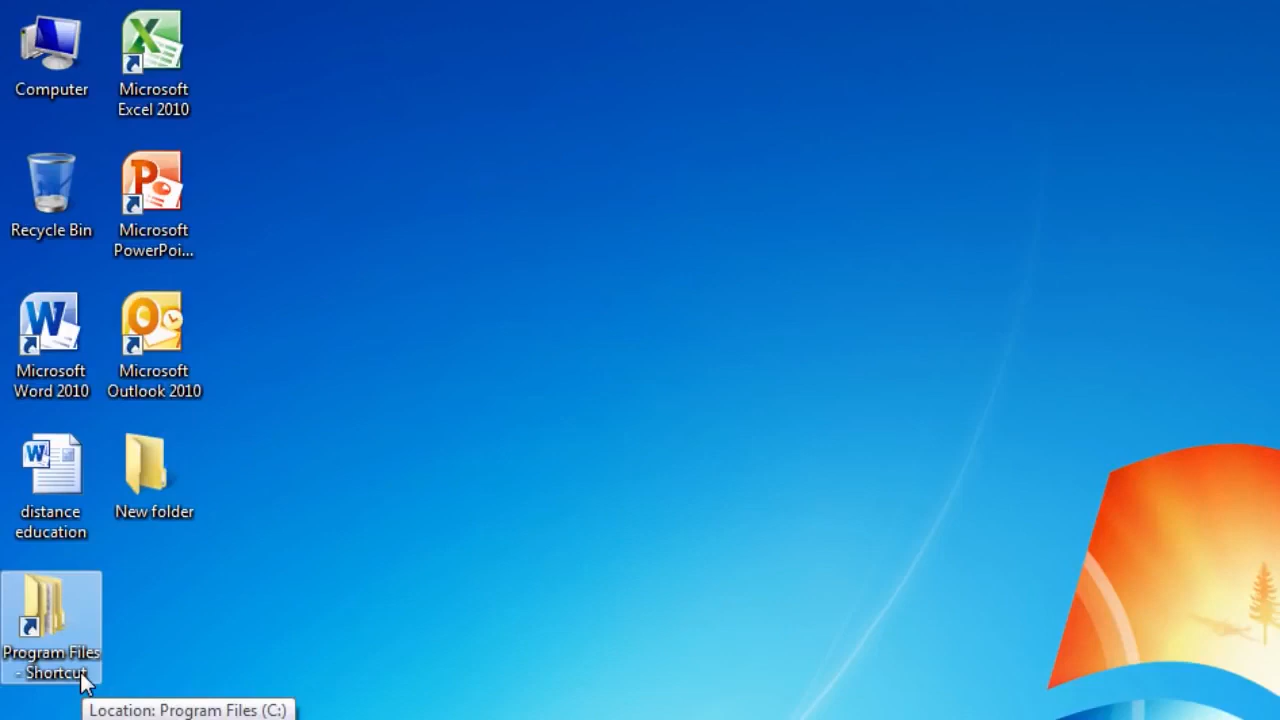 Computer
Microsoft
Excel 2010
Recycle Bin
Microsoft
PowerPoi...
Microsoft
Word 2010
Microsoft
Outlook 2010
distance
education
New folder
Program Files
- Shortcut
Location: Program Files (C:)